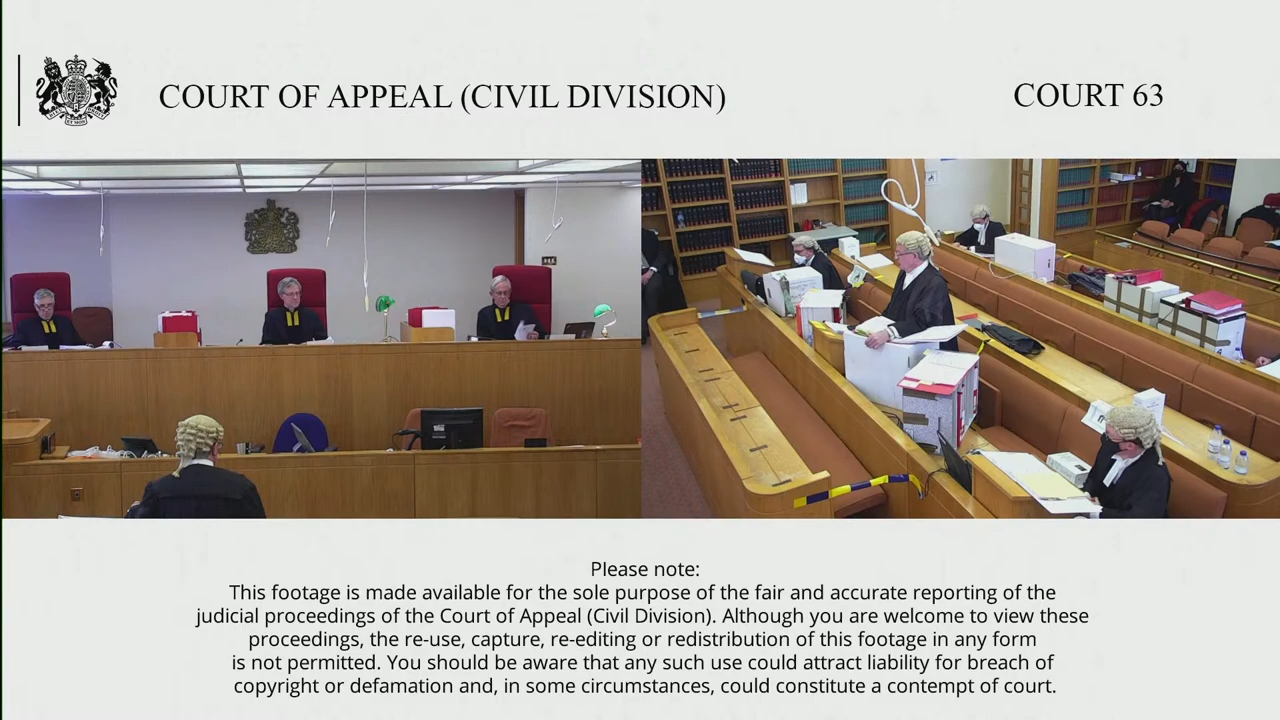 COURT OF APPEAL (CIVIL DIVISION)
COURT 63
Please note:
This footage is made available for the sole purpose of the fair and accurate reporting of the
judicial proceedings of the Court of Appeal (Civil Division). Although you are welcome to view these
proceedings, the re-use, capture, re-editing or redistribution of this footage in any form
is not permitted. You should be aware that any such use could attract liability for breach of
copyright or defamation and, in some circumstances, could constitute a contempt of court.